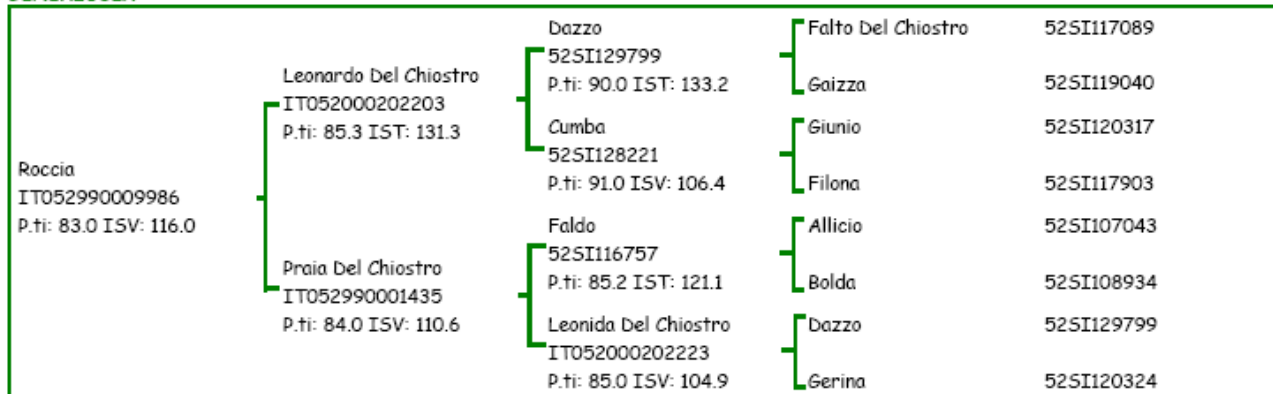 Roccia
IT052990009986
P.ti: 83.0 ISV: 116.0
Leonardo Del Chiostro
IT052000202203
P.ti: 85.3 IST: 131.3
Praia Del Chiostro
IT052990001435
P.ti: 84.0 ISV: 110.6
Dazzo
52SI129799
P.ti: 90.0 IST: 133.2
Cumba
52SI128221
P.ti: 91.0 ISV: 106.4
Faldo
52SI116757
P.ti: 85.2 IST: 121.1
Leonida Del Chiostro
IT052000202223
P.ti: 85.0 ISV: 104.9
Falto Del Chiostro 52SI117089
Gaizza 52SI119040
Giunio 52SI120317
Filona 52SI117903
Allicio 52SI107043
Bolda 52SI108934
Dazzo 52SI129799
Gerina 52SI120324